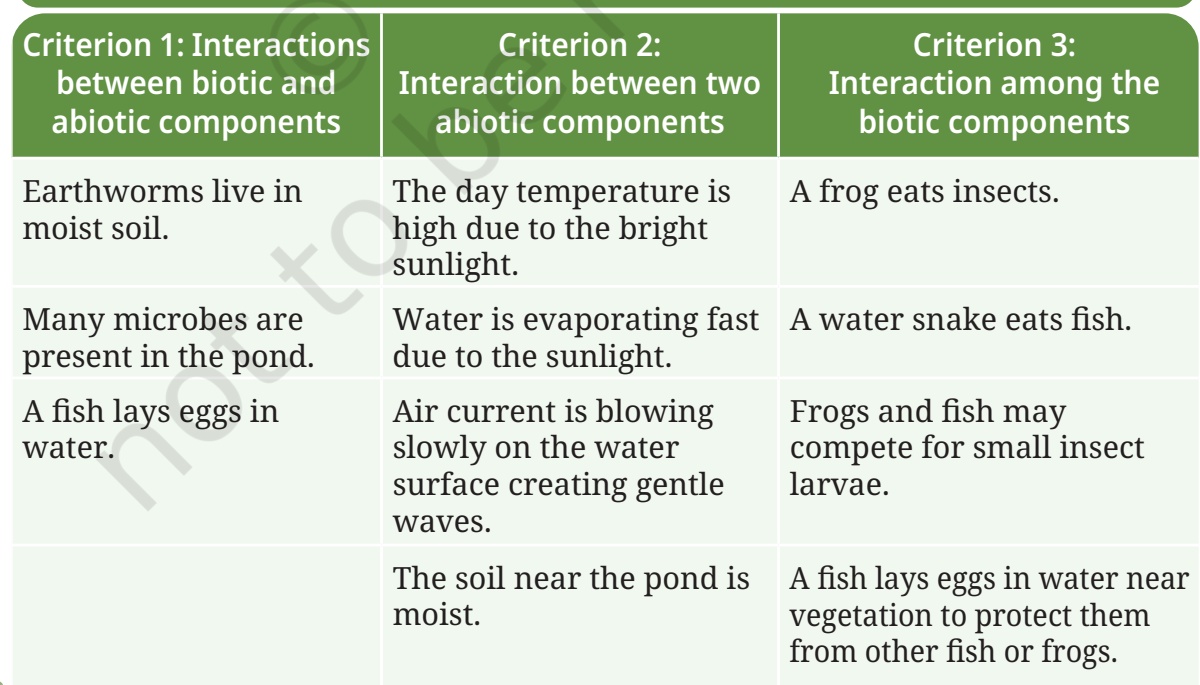 Criterion 1: Interactions
between biotic and
abiotic components
Criterion 2:
Interaction between two
abiotic components
Criterion 3:
Interaction among the
biotic components
Earthworms live in
moist soil.
The day temperature is
high due to the bright
sunlight.
A frog eats insects.
Many microbes are
present in the pond.
Water is evaporating fast
due to the sunlight.
A water snake eats fish.
A fish lays eggs in
water.
Air current is blowing
slowly on the water
surface creating gentle
waves.
Frogs and fish may
compete for small insect
larvae.
The soil near the pond is
moist.
A fish lays eggs in water near
vegetation to protect them
from other fish or frogs.
©
not to be r